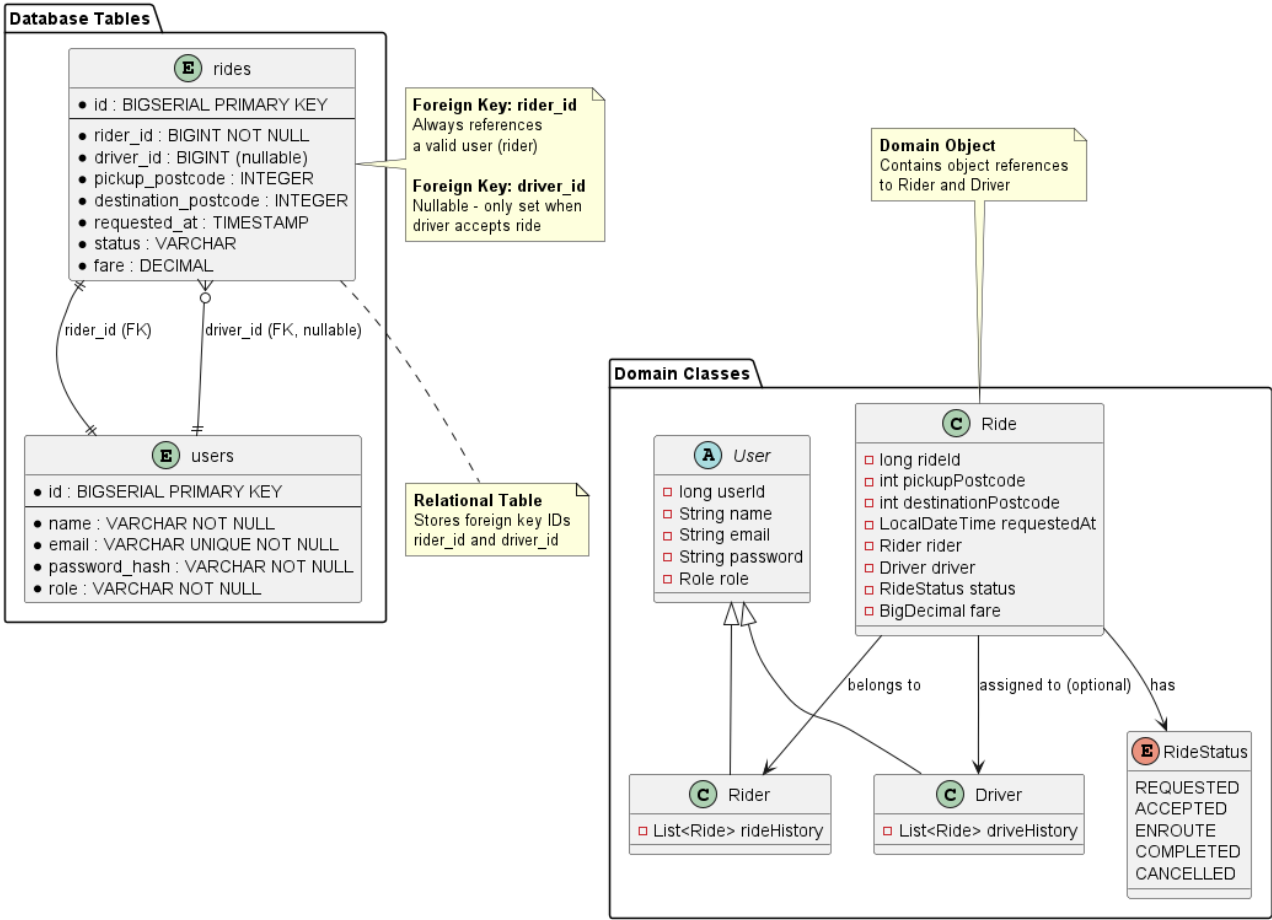 Database Tables
E rides
id : BIGSERIAL PRIMARY KEY
rider_id : BIGINT NOT NULL
driver_id : BIGINT (nullable)
pickup_postcode : INTEGER
destination_postcode : INTEGER
requested_at : TIMESTAMP
status : VARCHAR
fare : DECIMAL
Foreign Key: rider_id
Always references
a valid user (rider)
Foreign Key: driver_id
Nullable - only set when
driver accepts ride
rider_id (FK)
driver_id (FK, nullable)
E users
id : BIGSERIAL PRIMARY KEY
name : VARCHAR NOT NULL
email : VARCHAR UNIQUE NOT NULL
password_hash : VARCHAR NOT NULL
role : VARCHAR NOT NULL
Relational Table
Stores foreign key IDs
rider_id and driver_id
Domain Object
Contains object references
to Rider and Driver
Domain Classes
A User
long userId
String name
String email
String password
Role role
C Ride
long rideId
int pickupPostcode
int destinationPostcode
LocalDateTime requestedAt
Rider rider
Driver driver
RideStatus status
BigDecimal fare
belongs to
assigned to (optional)
has
C Rider
List<Ride> rideHistory
C Driver
List<Ride> driveHistory
E RideStatus
REQUESTED
ACCEPTED
ENROUTE
COMPLETED
CANCELLED